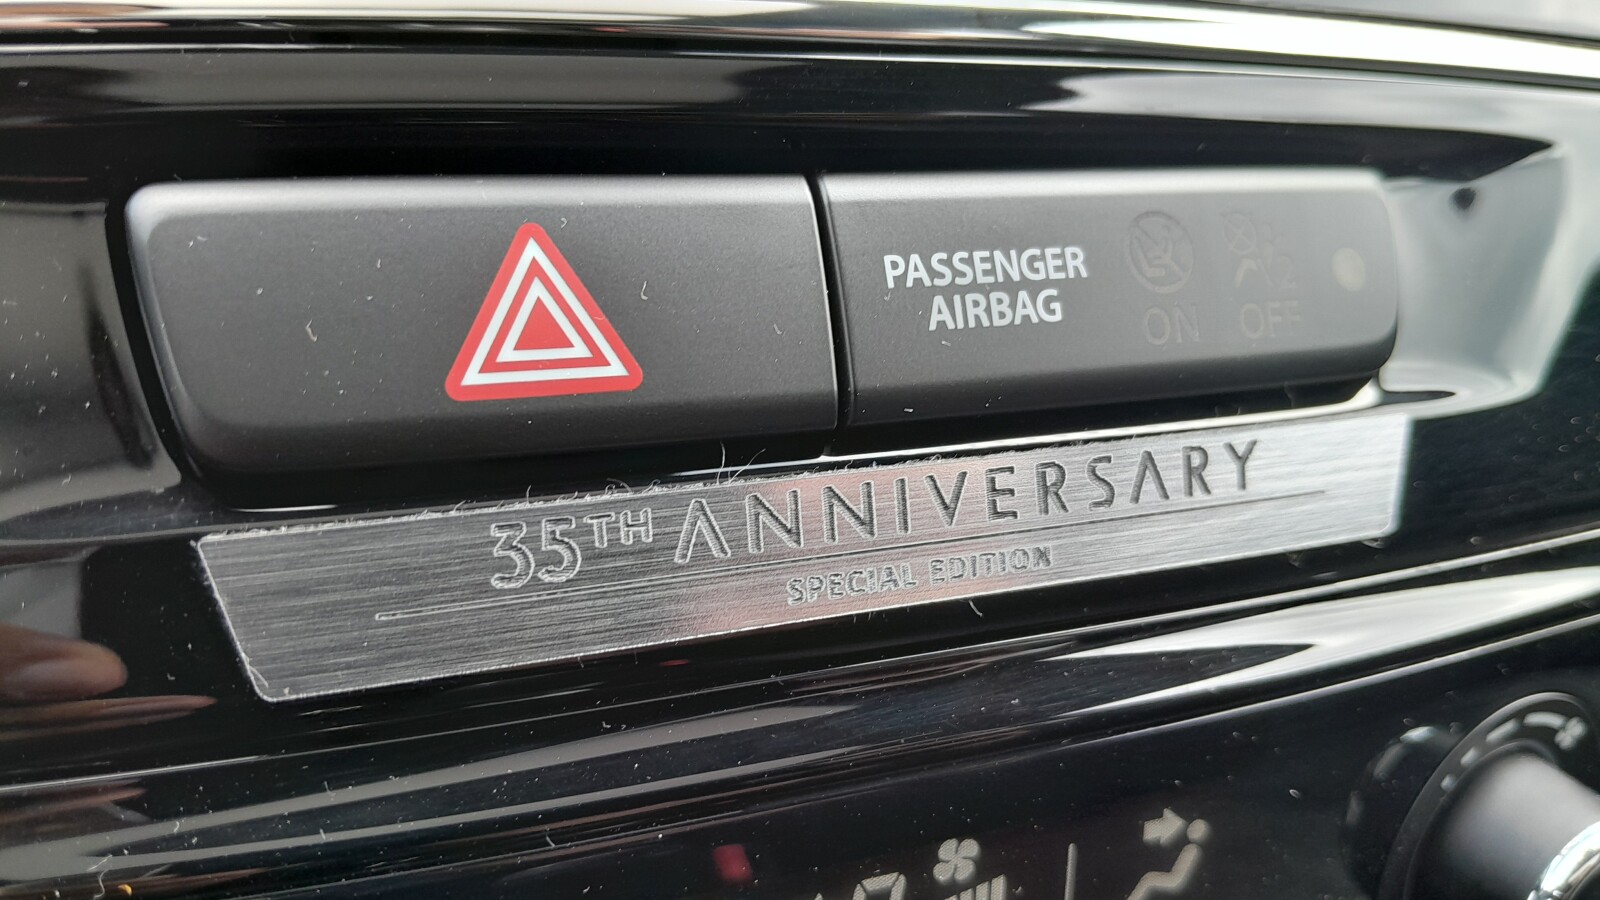 PASSENGER
AIRBAG
ON OFF
35TH ANNIVERSARY
SPECIAL EDITION